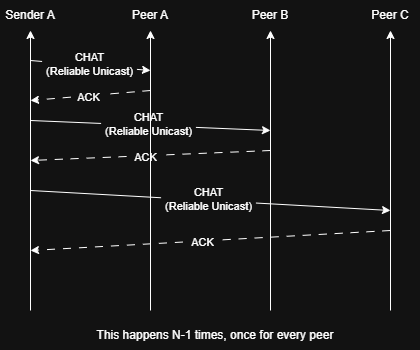 Sender A
Peer A
Peer B
Peer C
CHAT
(Reliable Unicast)
ACK
CHAT
(Reliable Unicast)
ACK
CHAT
(Reliable Unicast)
ACK
This happens N-1 times, once for every peer